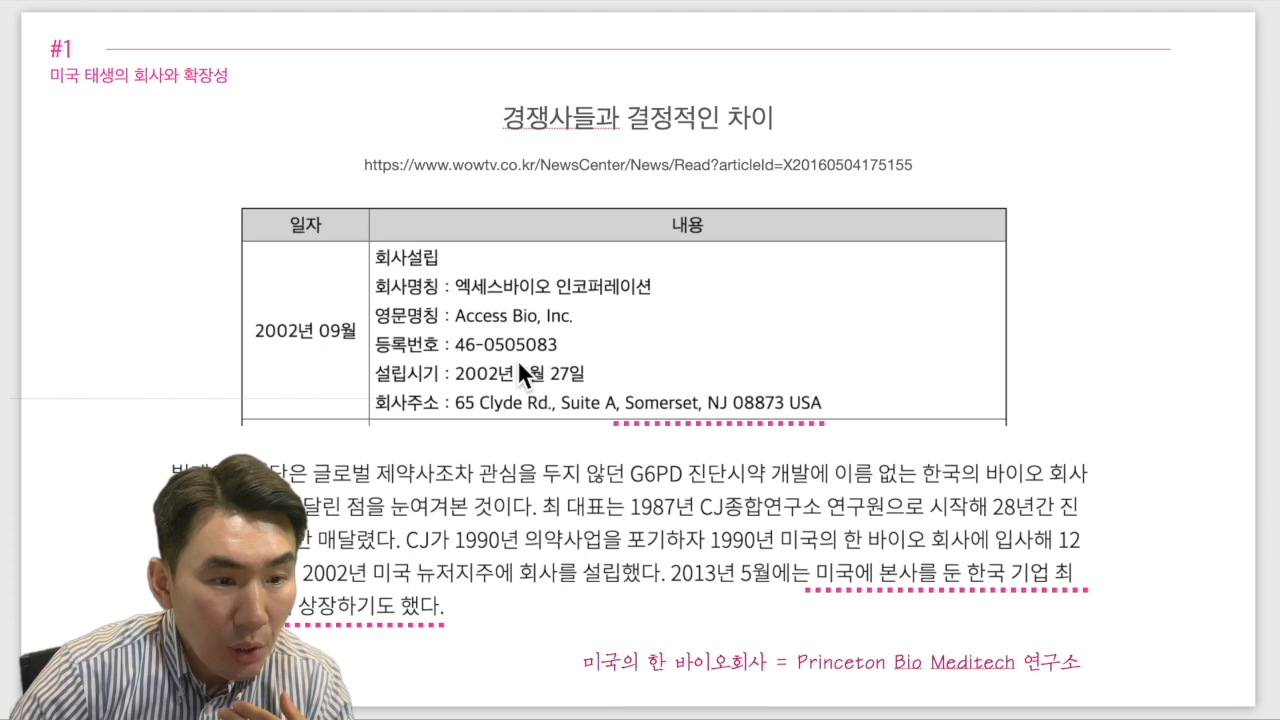 #1
미국 태생의 회사와 확장성
경쟁사들과 결정적인 차이
https://www.wowtv.co.kr/NewsCenter/News/Read?articleId=X20160504175155
일자 내용
회사설립
회사명칭 : 엑세스바이오 인코퍼레이션
영문명칭 : Access Bio, Inc.
2002년 09월
등록번호 : 46-0505083
설립시기 : 2002년 월 27일
회사주소 : 65 Clyde Rd., Suite A, Somerset, NJ 08873 USA
글로벌 제약사조차 관심을 두지 않던 G6PD 진단시약 개발에 이름 없는 한국의 바이오 회사
달린 점을 눈여겨본 것이다. 최 대표는 1987년 CJ종합연구소 연구원으로 시작해 28년간 진
매달렸다. CJ가 1990년 의약사업을 포기하자 1990년 미국의 한 바이오 회사에 입사해 12
2002년 미국 뉴저지주에 회사를 설립했다. 2013년 5월에는 미국에 본사를 둔 한국 기업 최
상장하기도 했다.
미국의 한 바이오회사 = Princeton Bio Meditech 연구소